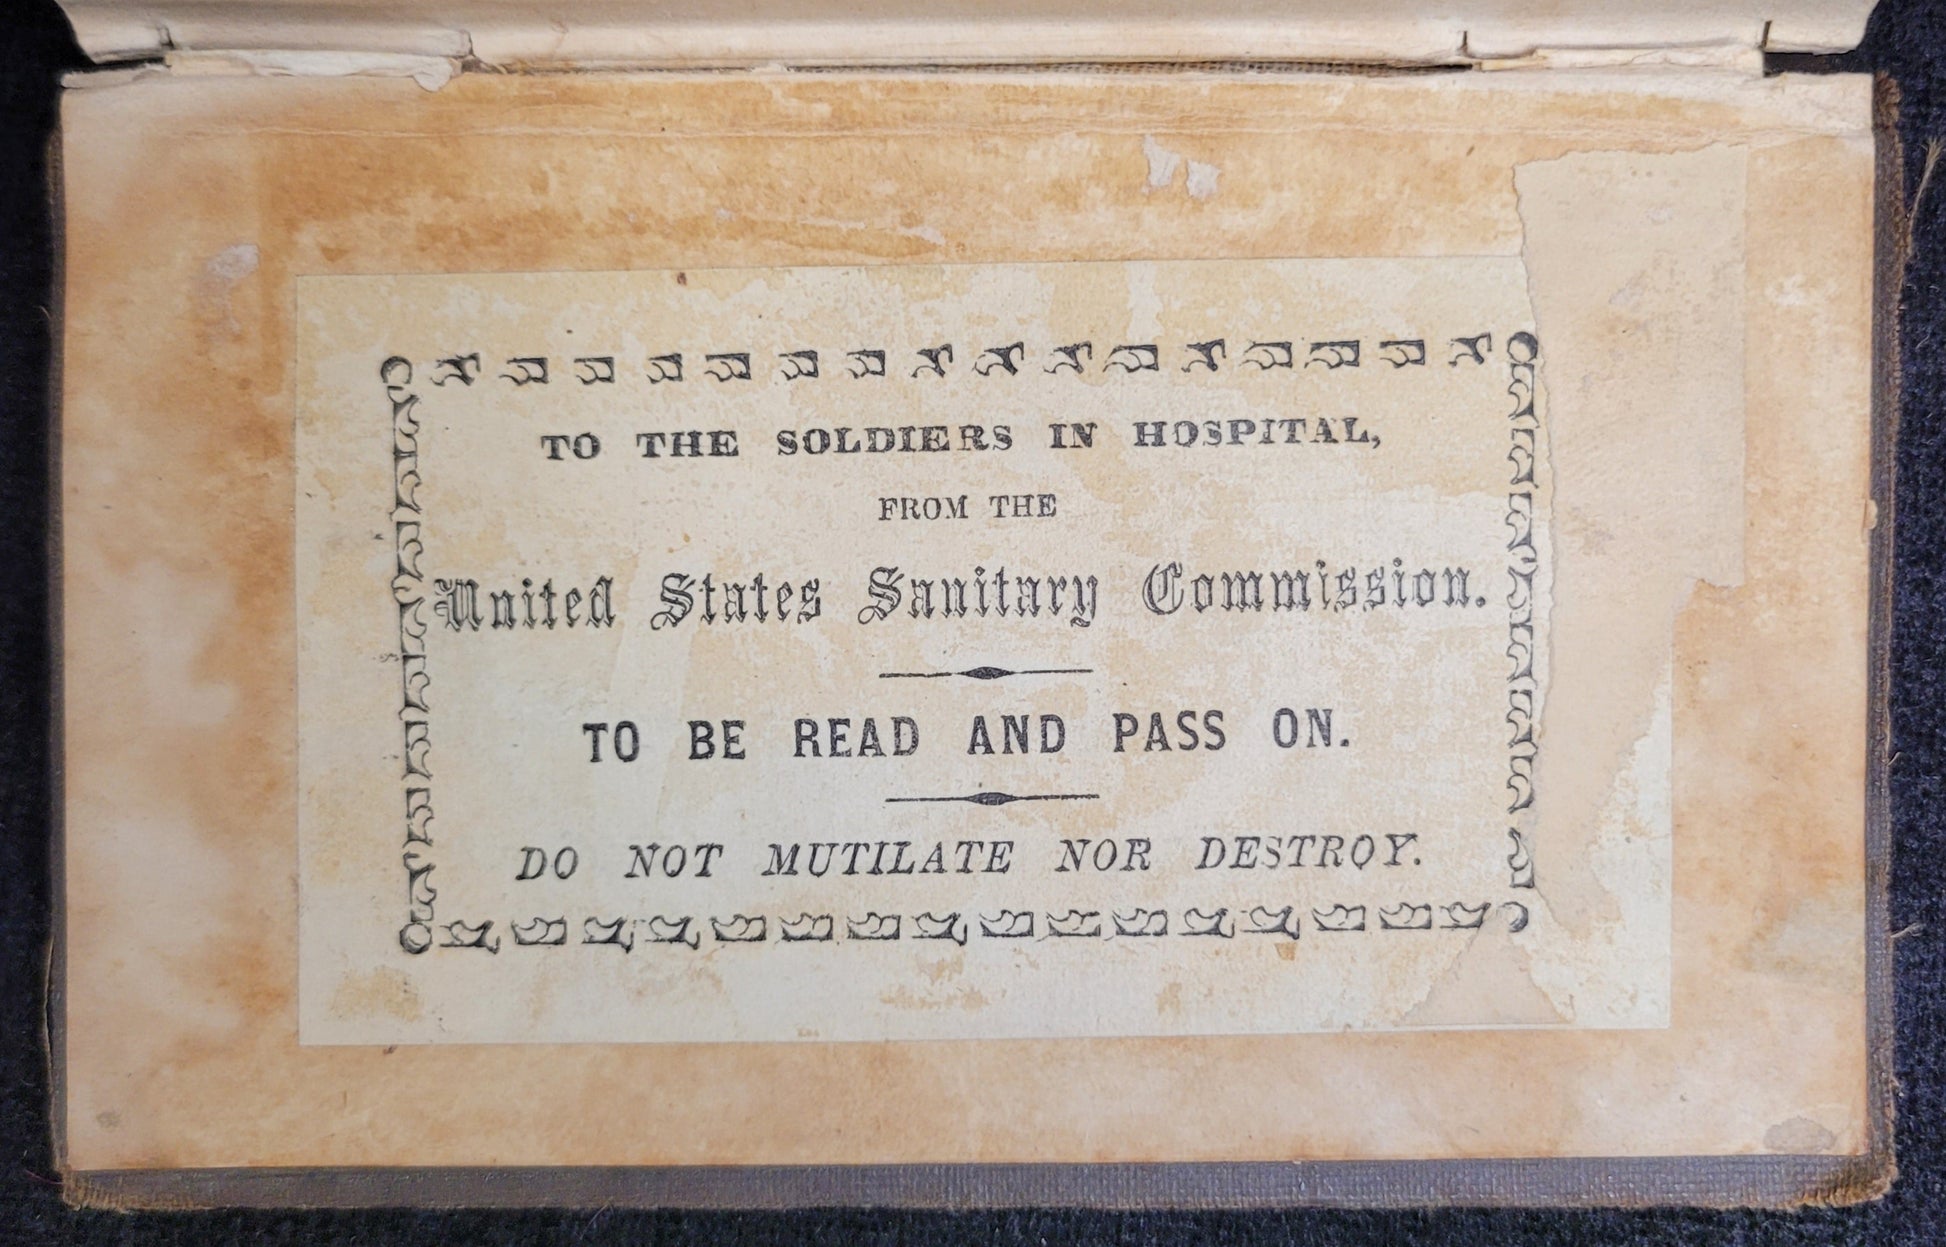 TO THE SOLDIERS IN HOSPITAL,
FROM THE
United States Sanitary Commission.
TO BE READ AND PASS ON.
DO NOT MUTILATE NOR DESTROY.